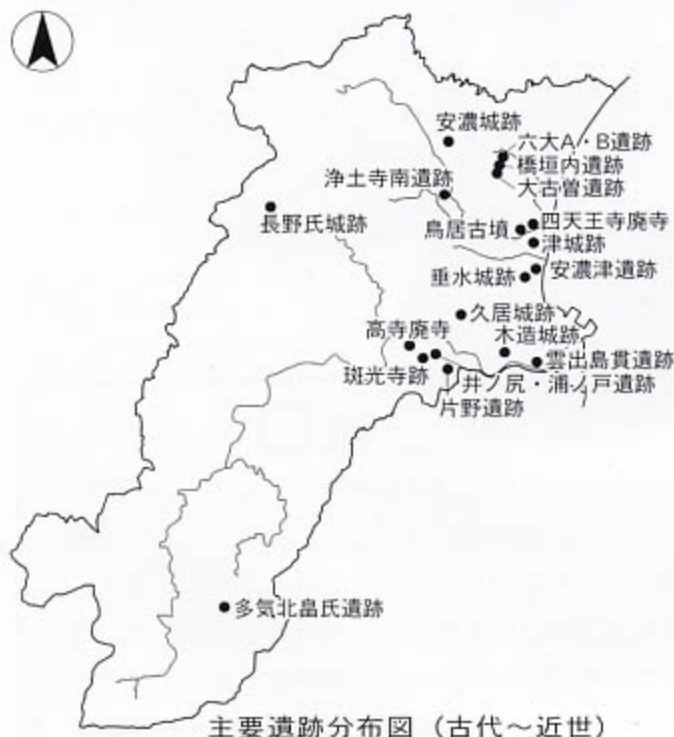 安濃城跡
六大A・B遺跡
橋垣内遺跡
大古曽遺跡
浄土寺南遺跡
長野氏城跡
鳥居古墳
四天王寺廃寺
津城跡
垂水城跡
安濃津遺跡
久居城跡
高寺廃寺
木造城跡
雲出島貫遺跡
斑光寺跡
井ノ尻・浦ノ戸遺跡
片野遺跡
多気北畠氏遺跡
主要遺跡分布図（古代～近世）